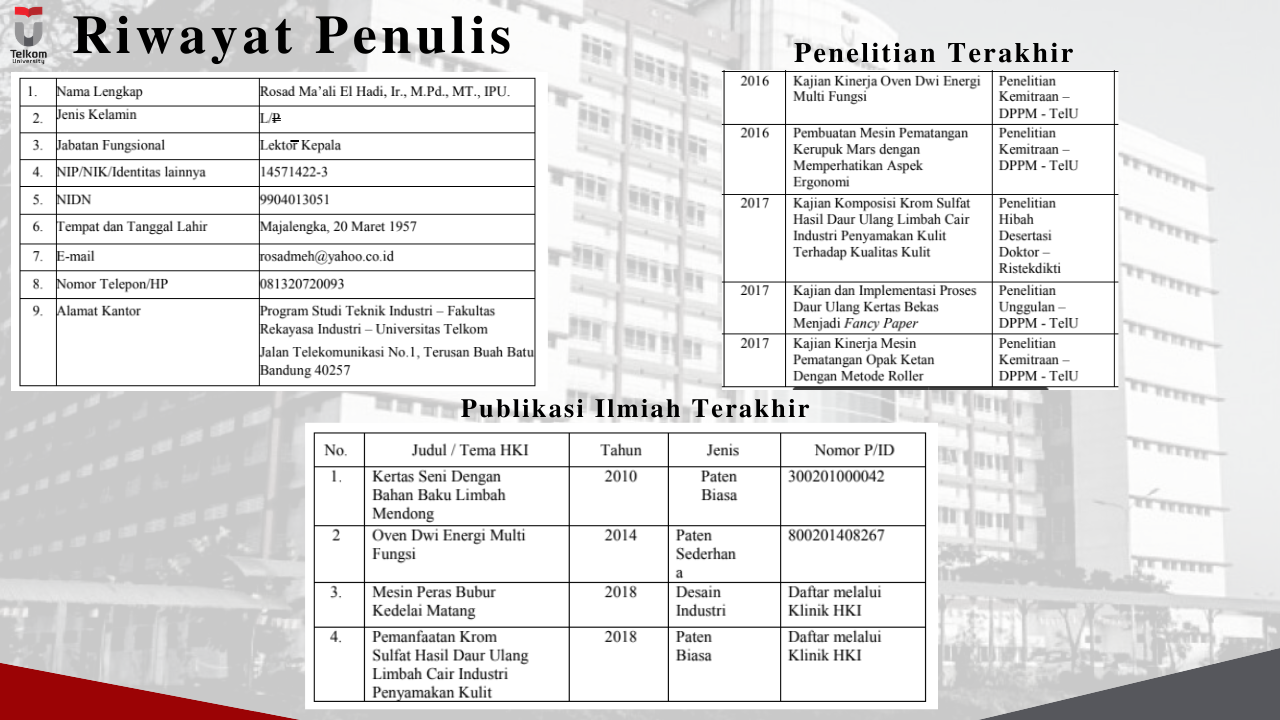 Telkom
University
Riwayat Penulis
1. Nama Lengkap Rosad Ma’ali El Hadi, Ir., M.Pd., MT., IPU.
2. Jenis Kelamin L/P
3. Jabatan Fungsional Lektor Kepala
4. NIP/NIK/Identitas lainnya 14571422-3
5. NIDN 9904013051
6. Tempat dan Tanggal Lahir Majalengka, 20 Maret 1957
7. E-mail rosadmeh@yahoo.co.id
8. Nomor Telepon/HP 081320720093
9. Alamat Kantor Program Studi Teknik Industri – Fakultas
Rekayasa Industri – Universitas Telkom
Jalan Telekomunikasi No.1, Terusan Buah Batu
Bandung 40257
Penelitian Terakhir
2016 Kajian Kinerja Oven Dwi Energi Penelitian
Multi Fungsi Kemitraan –
DPPM - TelU
2016 Pembuatan Mesin Pematangan Penelitian
Kerupuk Mars dengan Kemitraan –
Memperhatikan Aspek DPPM - TelU
Ergonomi
2017 Kajian Komposisi Krom Sulfat Penelitian
Hasil Daur Ulang Limbah Cair Hibah
Industri Penyamakan Kulit Desertasi
Terhadap Kualitas Kulit Doktor –
Ristekdikti
2017 Kajian dan Implementasi Proses Penelitian
Daur Ulang Kertas Bekas Unggulan –
Menjadi Fancy Paper DPPM - TelU
2017 Kajian Kinerja Mesin Penelitian
Pematangan Opak Ketan Kemitraan –
Dengan Metode Roller DPPM - TelU
Publikasi Ilmiah Terakhir
No. Judul / Tema HKI Tahun Jenis Nomor P/ID
1. Kertas Seni Dengan 2010 Paten 300201000042
Bahan Baku Limbah Biasa
Mendong
2 Oven Dwi Energi Multi 2014 Paten 800201408267
Fungsi Sederhan
a
3. Mesin Peras Bubur 2018 Desain Daftar melalui
Kedelai Matang Industri Klinik HKI
4. Pemanfaatan Krom 2018 Paten Daftar melalui
Sulfat Hasil Daur Ulang Biasa Klinik HKI
Limbah Cair Industri
Penyamakan Kulit